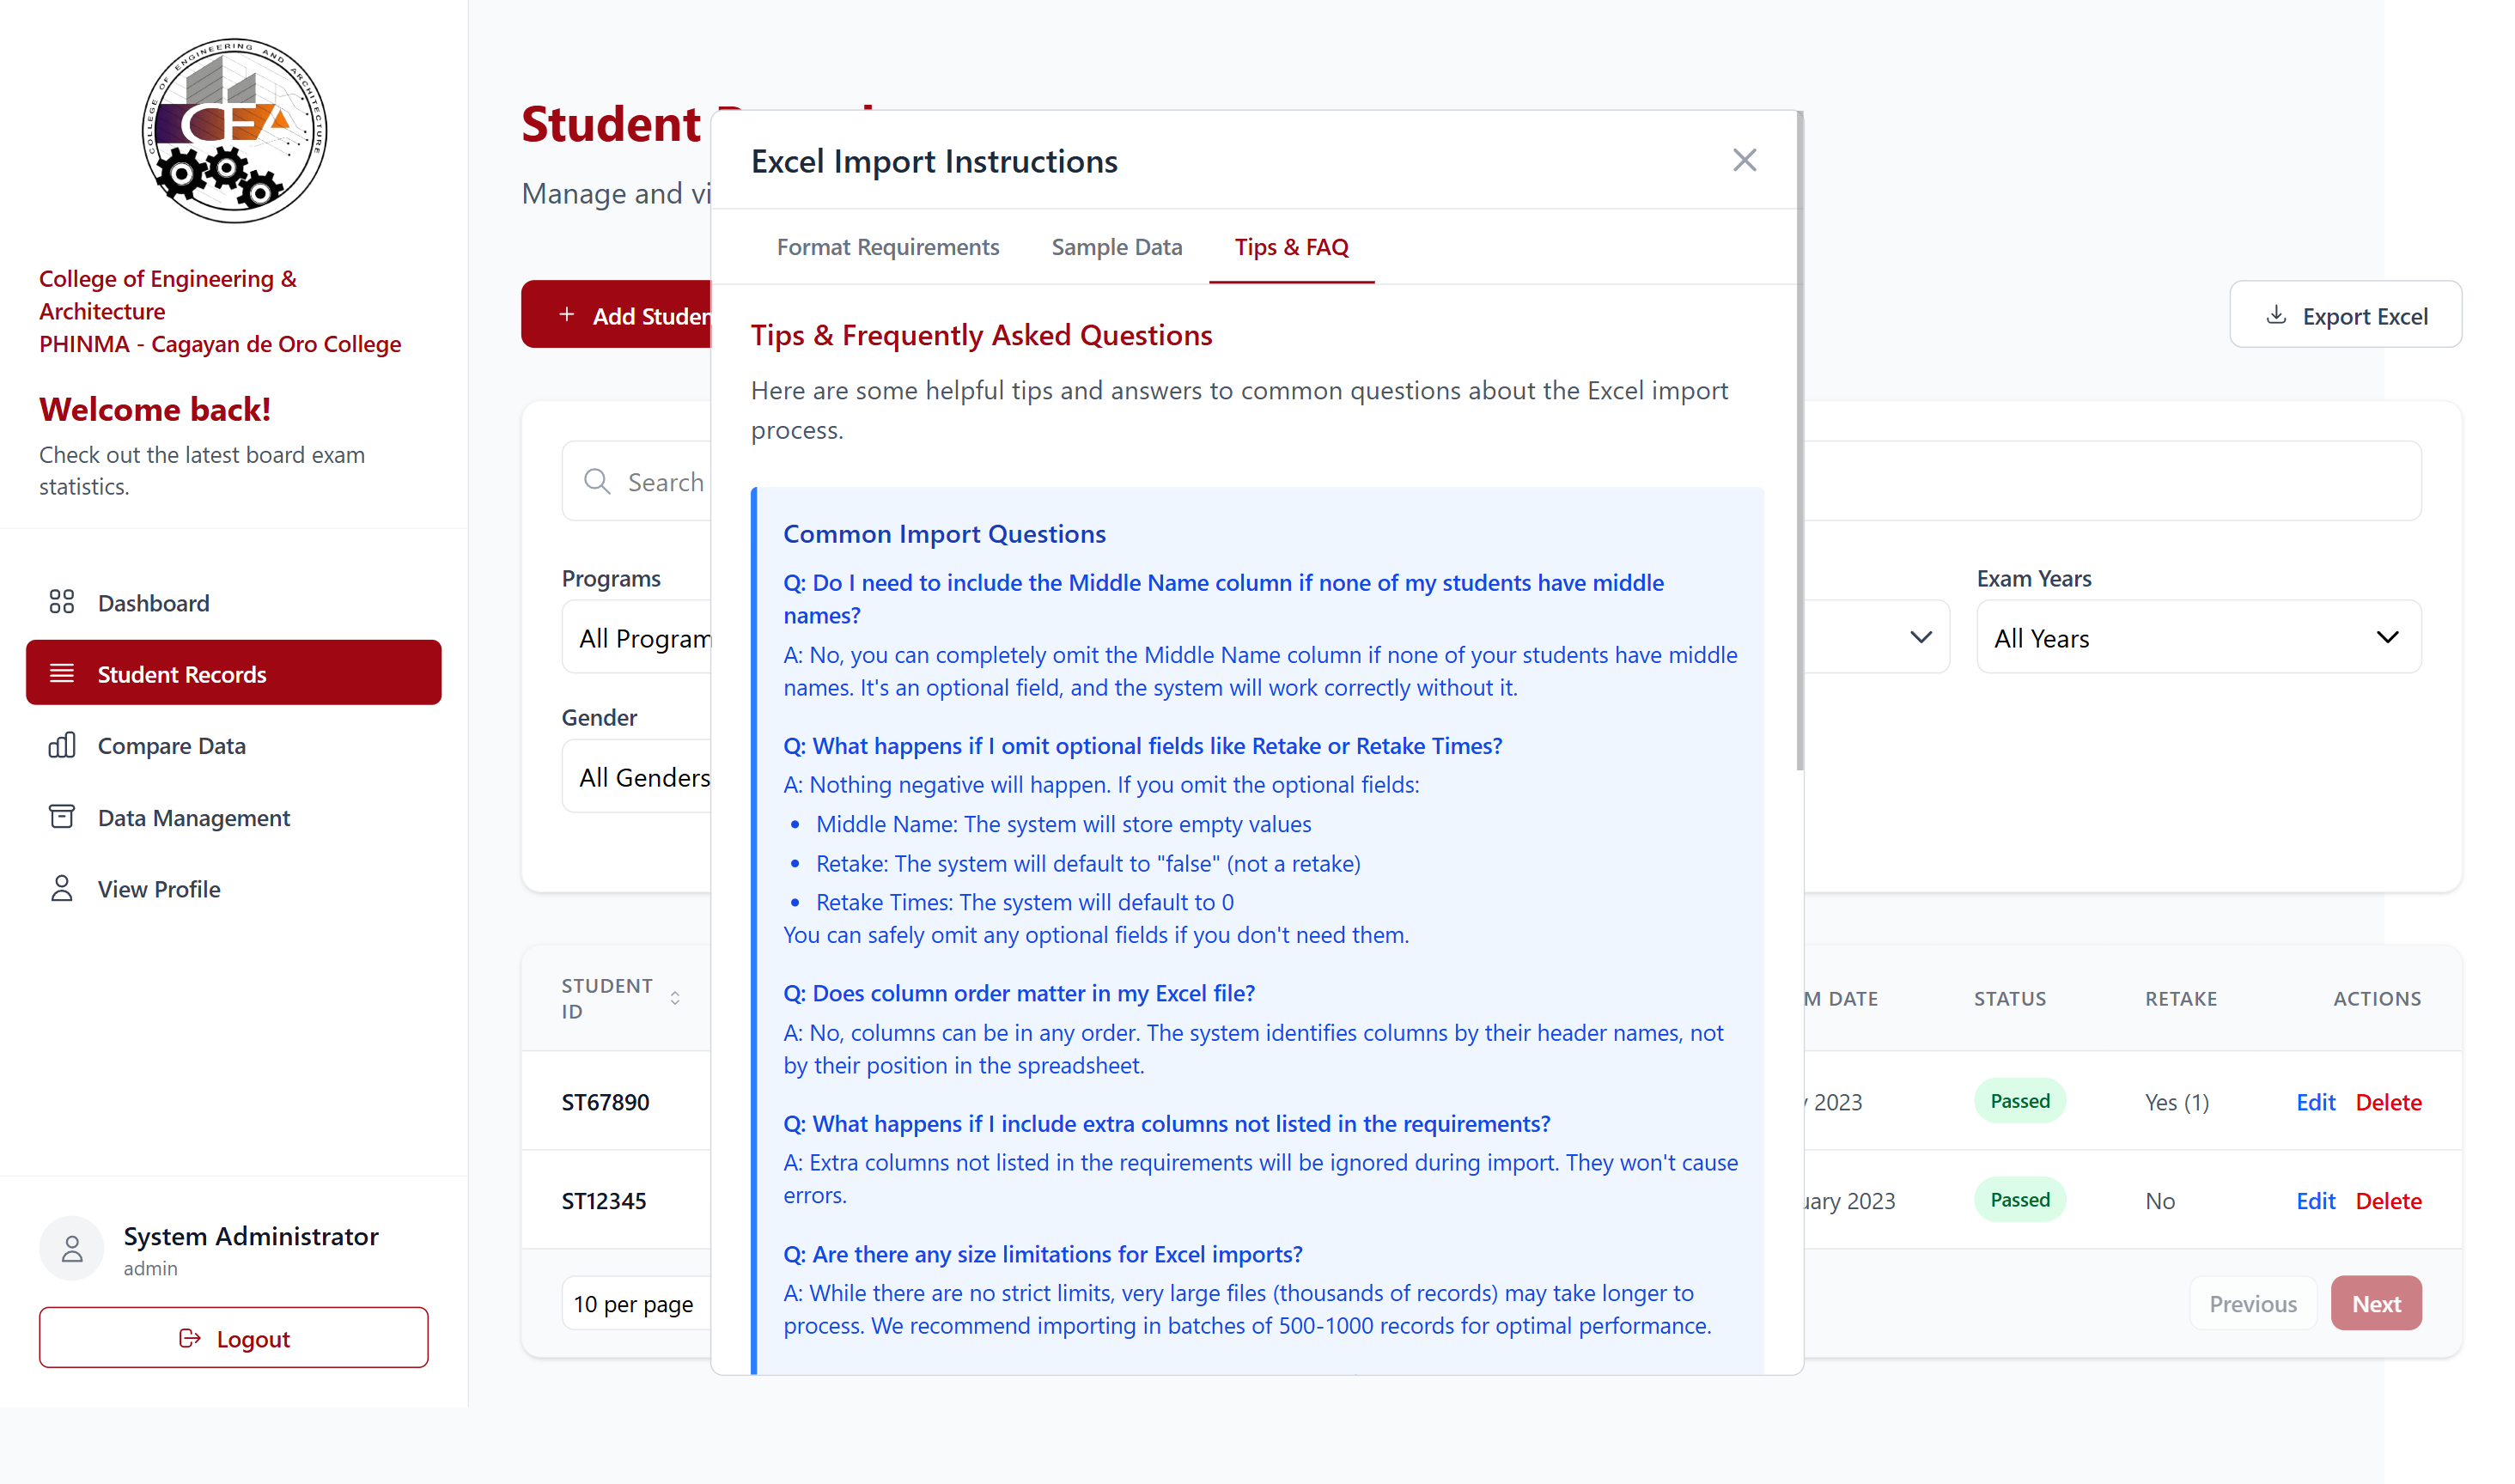 COLLEGE OF ENGINEERING AND ARCHITECTURE
CEA
College of Engineering &
Architecture
PHINMA - Cagayan de Oro College
Welcome back!
Check out the latest board exam
statistics.
Dashboard
Student Records
Compare Data
Data Management
View Profile
System Administrator
admin
Logout
Student
Manage and vi
+ Add Studen
Export Excel
Search
Programs
All Program
Exam Years
All Years
Gender
All Genders
STUDENT
ID
M DATE
STATUS
RETAKE
ACTIONS
ST67890
2023
Passed
Yes (1)
Edit
Delete
ST12345
uary 2023
Passed
No
Edit
Delete
10 per page
Previous
Next
Excel Import Instructions
Format Requirements
Sample Data
Tips & FAQ
Tips & Frequently Asked Questions
Here are some helpful tips and answers to common questions about the Excel import
process.
Common Import Questions
Q: Do I need to include the Middle Name column if none of my students have middle
names?
A: No, you can completely omit the Middle Name column if none of your students have middle
names. It's an optional field, and the system will work correctly without it.
Q: What happens if I omit optional fields like Retake or Retake Times?
A: Nothing negative will happen. If you omit the optional fields:
• Middle Name: The system will store empty values
• Retake: The system will default to "false" (not a retake)
• Retake Times: The system will default to 0
You can safely omit any optional fields if you don't need them.
Q: Does column order matter in my Excel file?
A: No, columns can be in any order. The system identifies columns by their header names, not
by their position in the spreadsheet.
Q: What happens if I include extra columns not listed in the requirements?
A: Extra columns not listed in the requirements will be ignored during import. They won't cause
errors.
Q: Are there any size limitations for Excel imports?
A: While there are no strict limits, very large files (thousands of records) may take longer to
process. We recommend importing in batches of 500-1000 records for optimal performance.